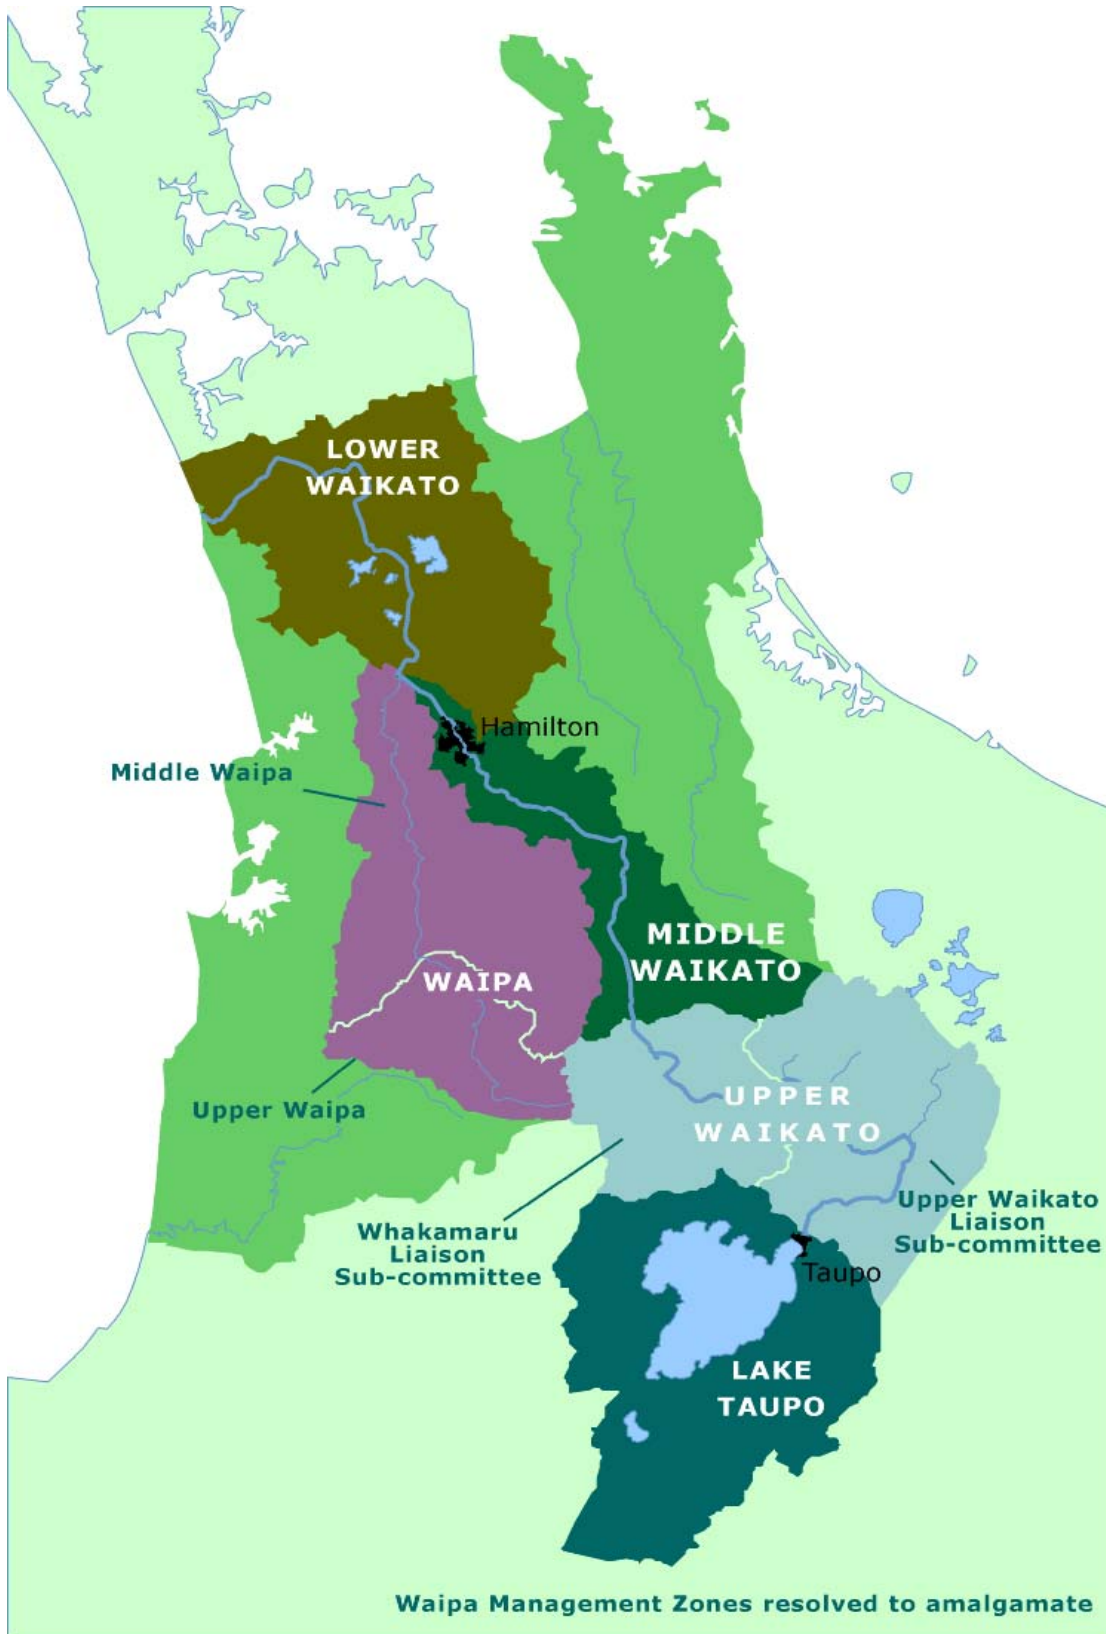 LOWER
WAIKATO
Hamilton
Middle Waipa
MIDDLE
WAIKATO
WAIPA
UPPER
WAIKATO
Upper Waipa
Upper Waikato
Liaison
Sub-committee
Whakamaru
Liaison
Sub-committee
Taupo
LAKE
TAUPO
Waipa Management Zones resolved to amalgamate